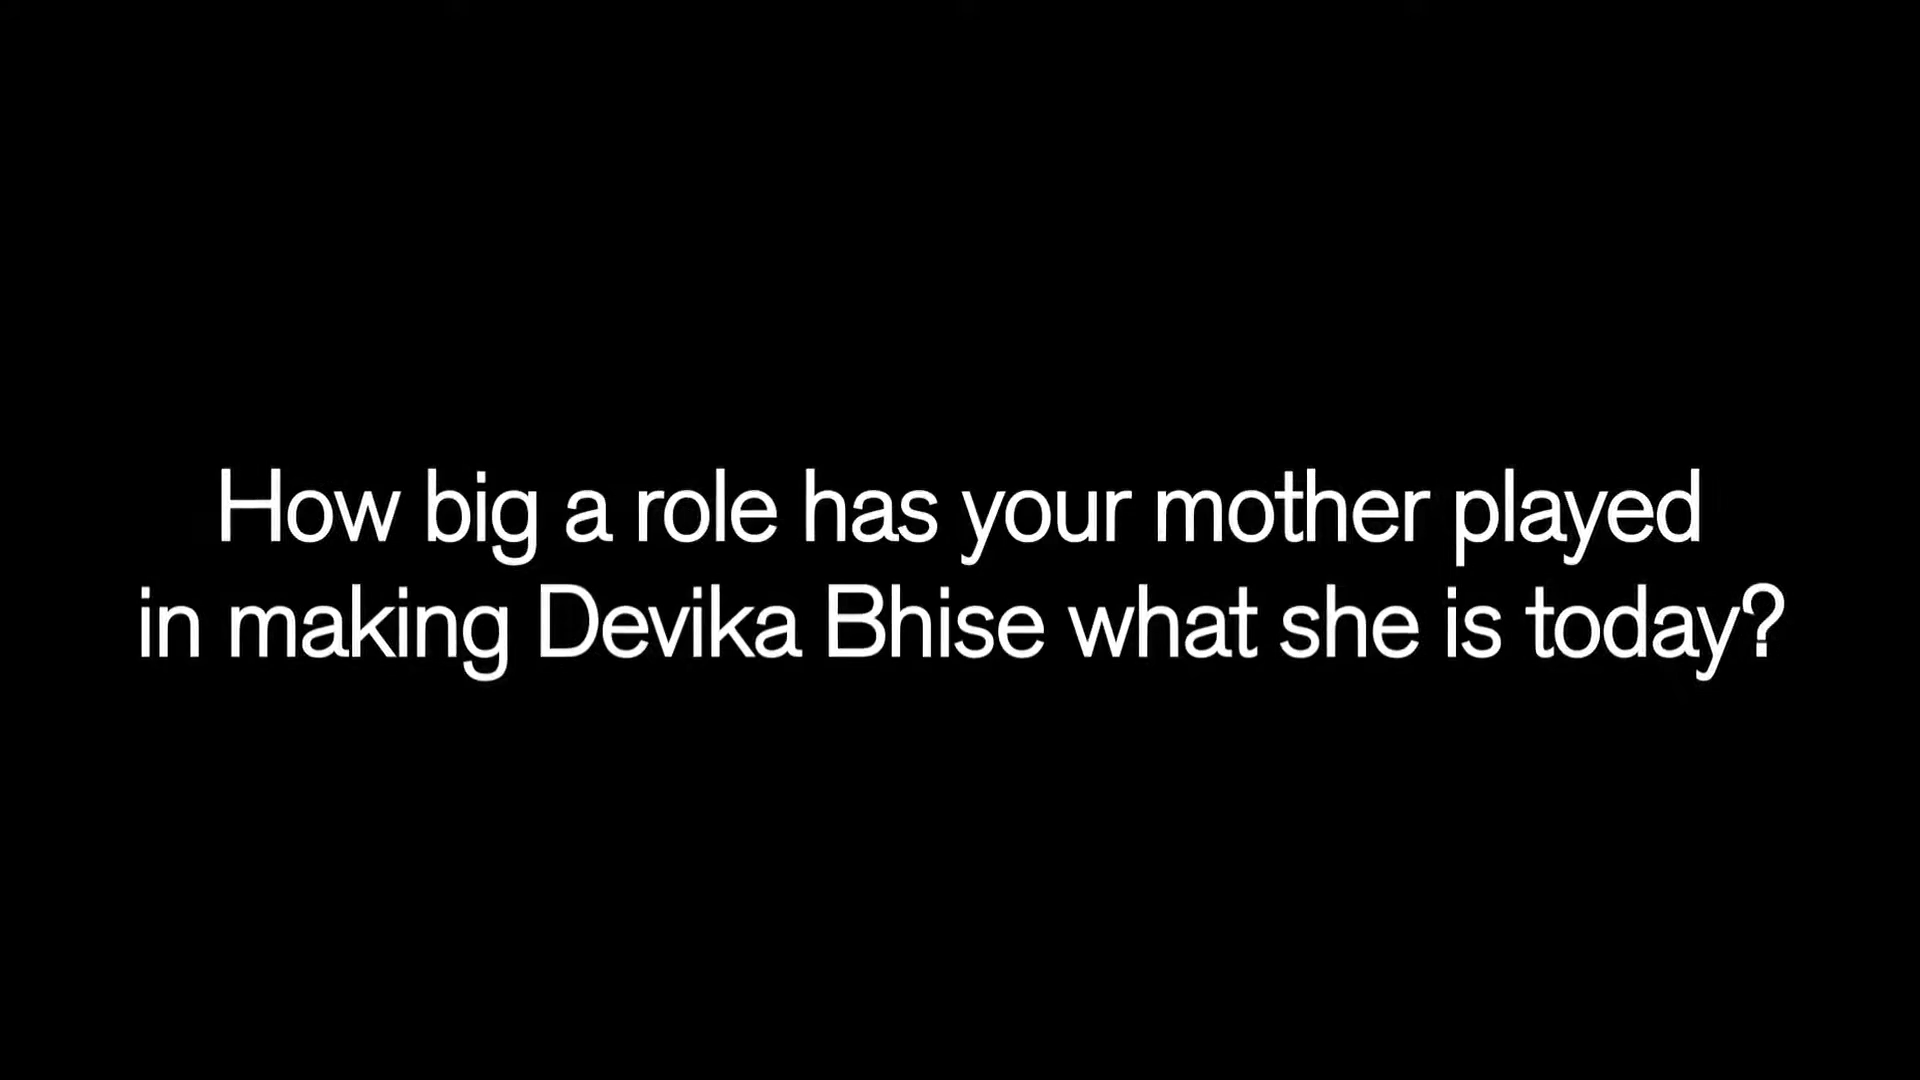 How big a role has your mother played
in making Devika Bhise what she is today?